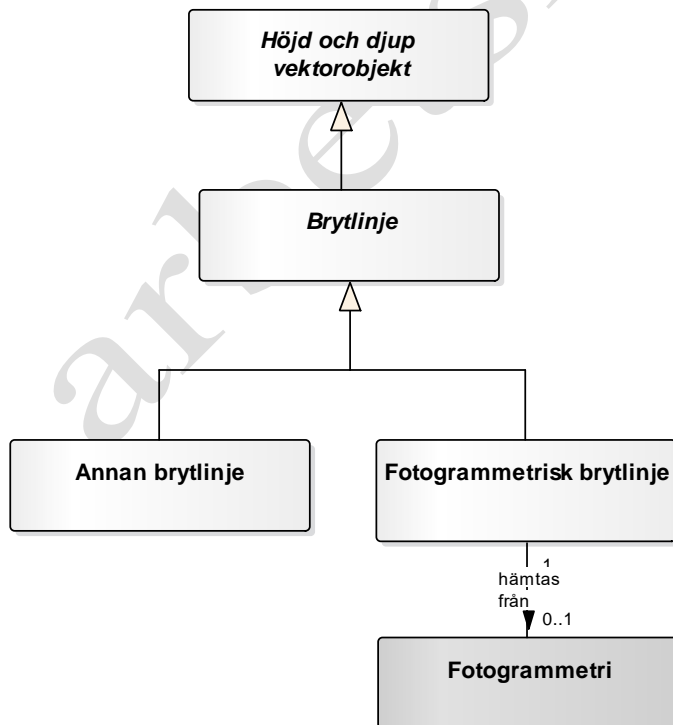 Höjd och djup
vektorobjekt
Brytlinje
Annan brytlinje
Fotogrammetrisk brytlinje
1
hämtas
från
0..1
Fotogrammetri